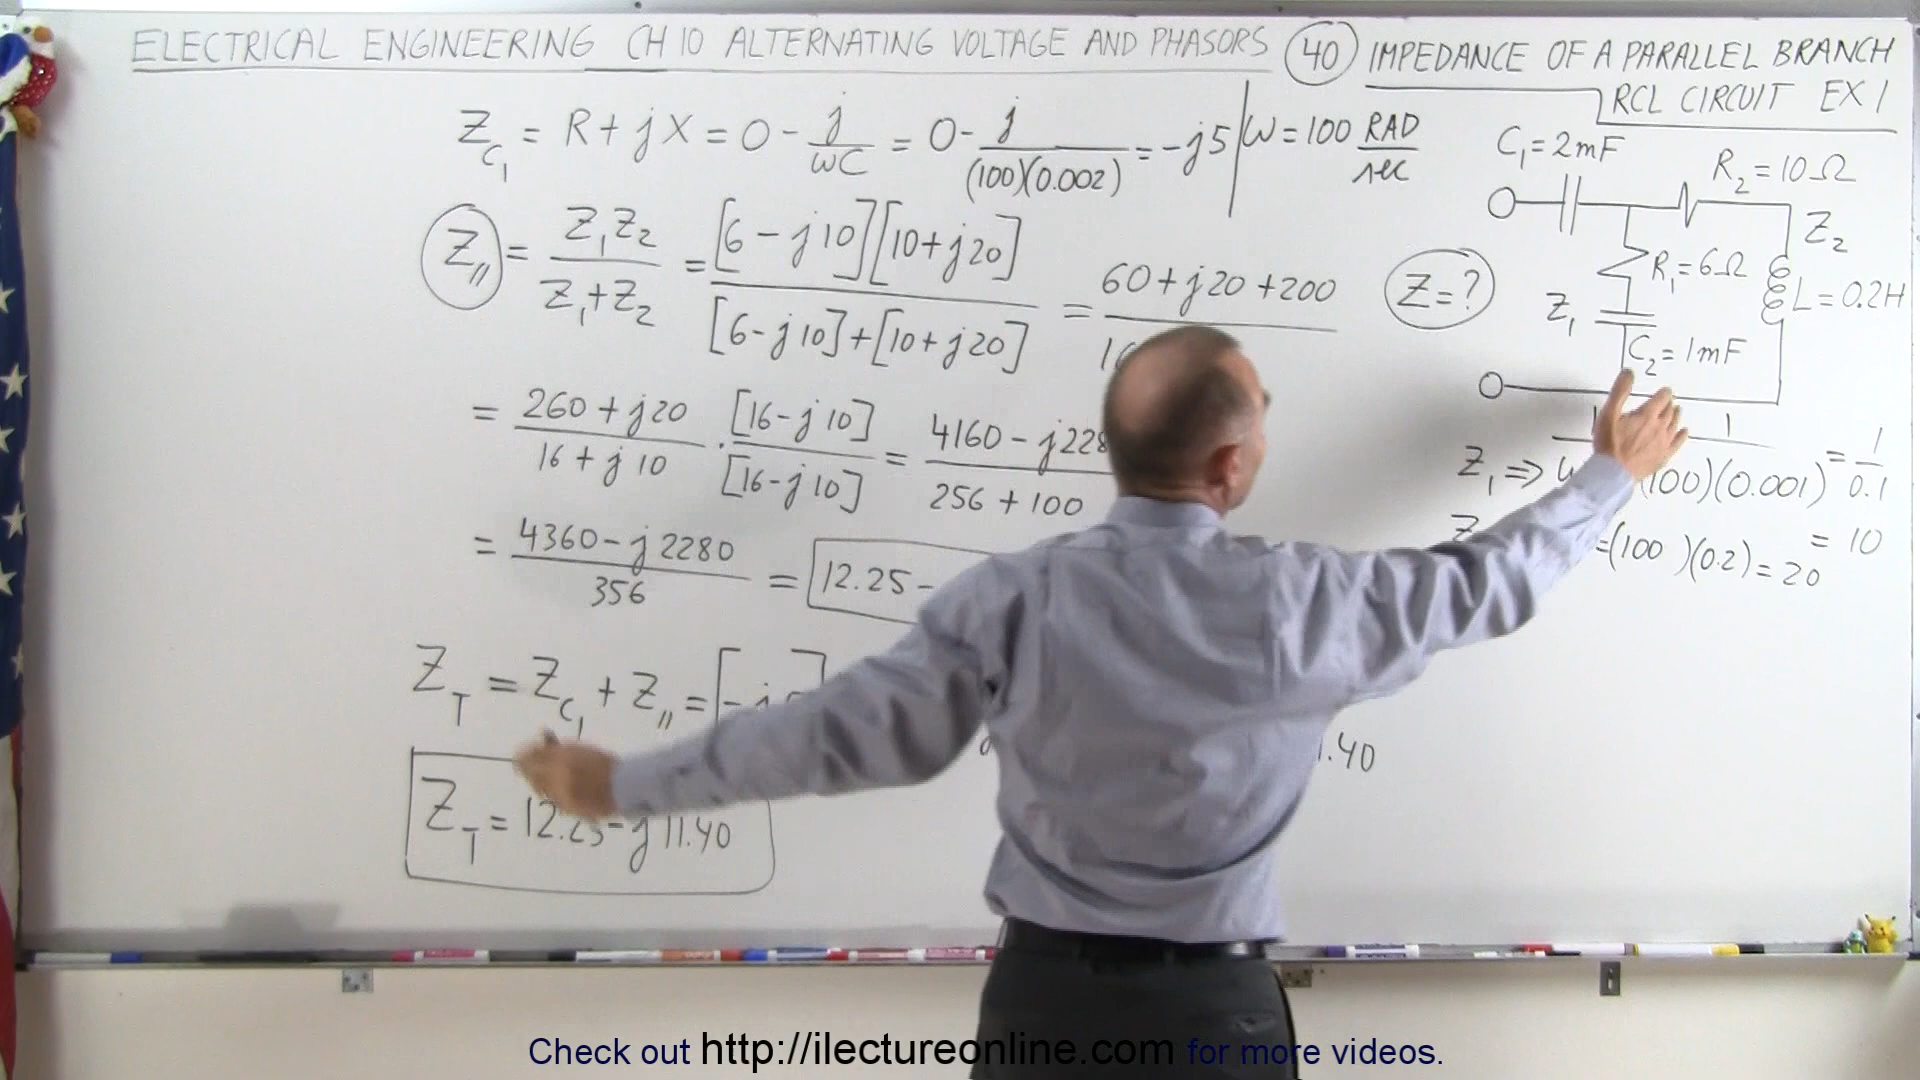 ELECTRICAL ENGINEERING CH 10 ALTERNATING VOLTAGE AND PHASORS 40 IMPEDANCE OF A PARALLEL BRANCH
RCL CIRCUIT EX 1
Z_C₁ = R + jX = 0 - j/ωC = 0 - j/(100)(0.002) = -j5 | ω = 100 RAD/sec
C₁ = 2mF
R₂ = 10Ω
Z₂
R₁ = 6Ω
L = 0.2H
Z₁
C₂ = 1mF
Z = ?
Z// = Z₁Z₂/Z₁+Z₂ = [6 - j10][10 + j20]/[6 - j10]+[10 + j20] = 60 + j20 + 200/
= 260 + j20/16 + j10 · [16 - j10]/[16 - j10] = 4160 - j228/256 + 100
= 4360 - j2280/356 = 12.25 -
Z₁ ⇒ (100)(0.001) = 1/0.1
= 10
= (100)(0.2) = 20
Z_T = Z_C₁ + Z// = [-j
.40
Z_T = 12.25 - j11.40
Check out http://ilectureonline.com for more videos.